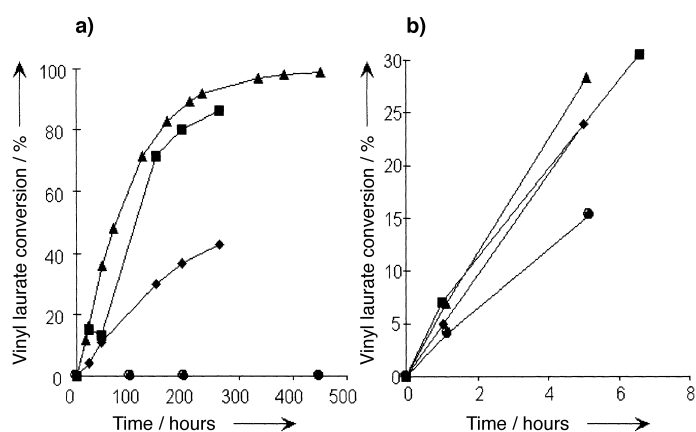 a)
Vinyl laurate conversion / %
100
80
60
40
20
0
0 100 200 300 400 500
Time / hours
b)
Vinyl laurate conversion / %
30
25
20
15
10
5
0
0 2 4 6 8
Time / hours